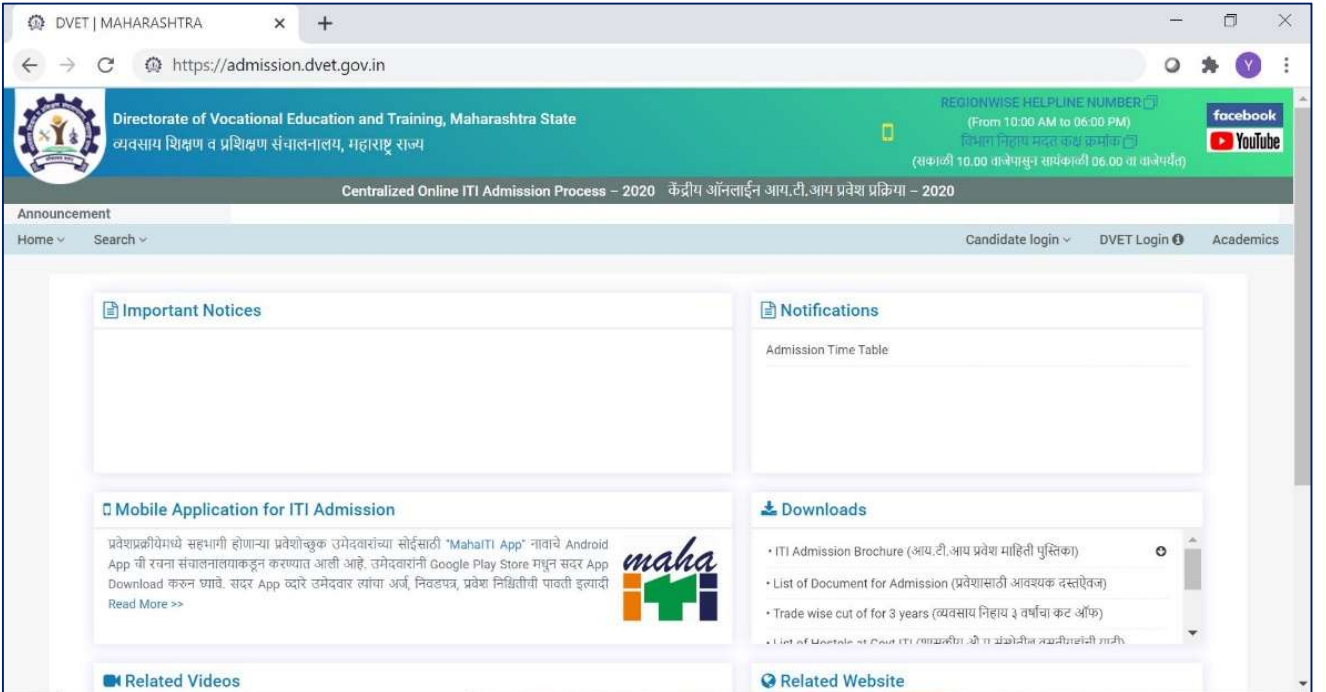 DVET | MAHARASHTRA
https://admission.dvet.gov.in
Y
Directorate of Vocational Education and Training, Maharashtra State
व्यवसाय शिक्षण व प्रशिक्षण संचालनालय, महाराष्ट्र राज्य
REGIONWISE HELPLINE NUMBER
(From 10:00 AM to 06:00 PM)
विभाग निहाय मदत कक्ष क्रमांक
(सकाळी 10.00 वाजेपासुन सायंकाळी 06.00 वा वाजेपर्यंत)
facebook
YouTube
Centralized Online ITI Admission Process – 2020 केंद्रीय ऑनलाईन आय.टी.आय प्रवेश प्रक्रिया – 2020
Announcement
Home Search Candidate login DVET Login Academics
Important Notices
Notifications
Admission Time Table
Mobile Application for ITI Admission
प्रवेशप्रक्रीयेमध्ये सहभागी होणाऱ्या प्रवेशोच्छुक उमेदवारांच्या सोईसाठी "MahaITI App" नावाचे Android
App ची रचना संचालनालयाकडून करण्यात आली आहे. उमेदवारांनी Google Play Store मधुन सदर App
Download करुन घ्यावे. सदर App व्दारे उमेदवार त्यांचा अर्ज, निवडपत्र, प्रवेश निश्चितीची पावती इत्यादी
Read More >>
maha
iti
Downloads
• ITI Admission Brochure (आय.टी.आय प्रवेश माहिती पुस्तिका)
• List of Document for Admission (प्रवेशासाठी आवश्यक दस्तऐवज)
• Trade wise cut of for 3 years (व्यवसाय निहाय ३ वर्षांचा कट ऑफ)
• List of Hostels at Govt ITI
Related Videos
Related Website